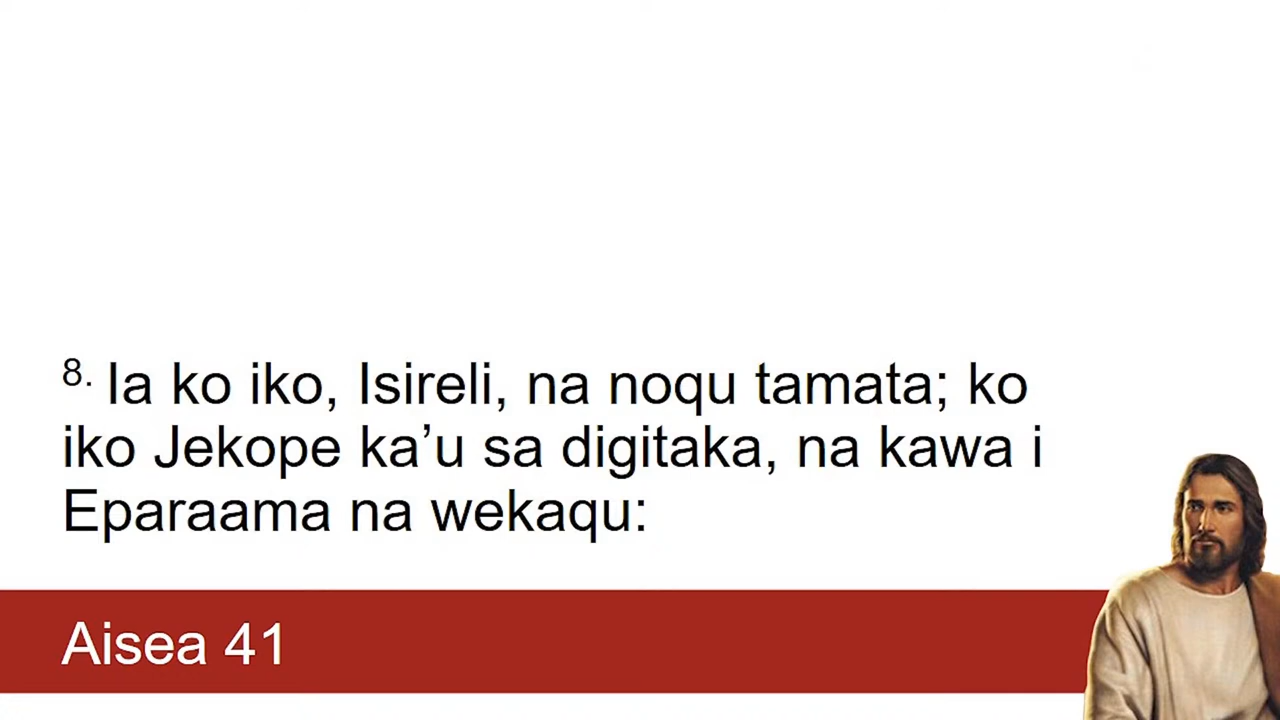 8. Ia ko iko, Isireli, na noqu tamata; ko
iko Jekope ka’u sa digitaka, na kawa i
Eparaama na wekaqu:
Aisea 41